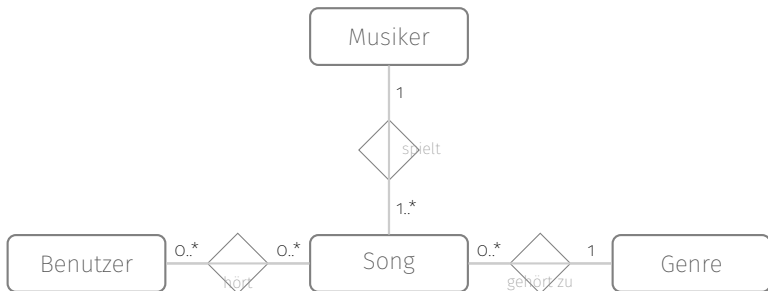 Musiker
1
spielt
1..*
Benutzer
0..*
hört
0..*
Song
0..*
gehört zu
1
Genre